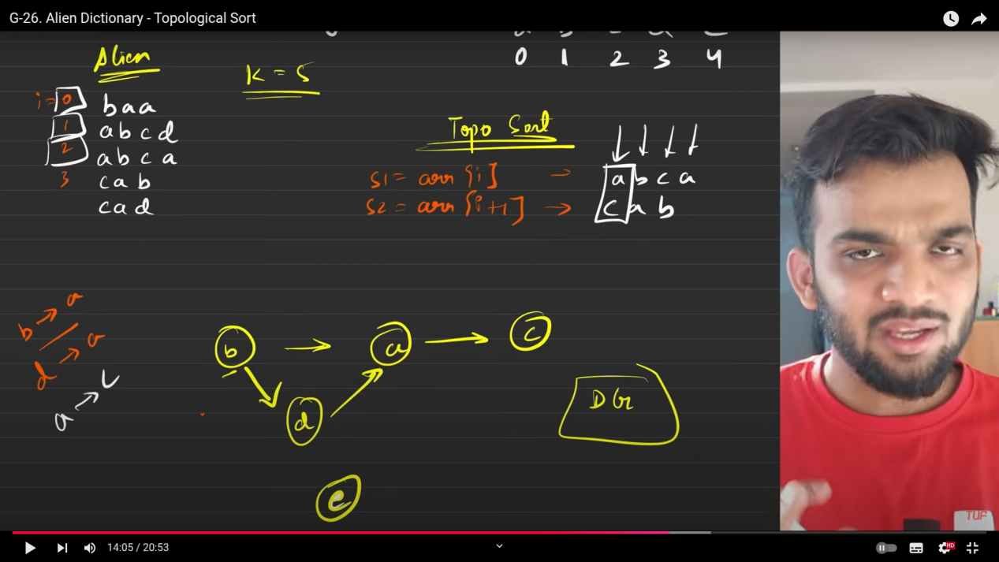 G-26. Alien Dictionary - Topological Sort
Alien
K = 5
0 1 2 3 4
i=0 baa
1 abcd
2 abca
3 cab
cad
Topo Sort
S1 = arr[i] → abca
S2 = arr[i+1] → cab
b → a
d → a
a →
b → a → c
d
DG
e
TUF
14:05 / 20:53
HD